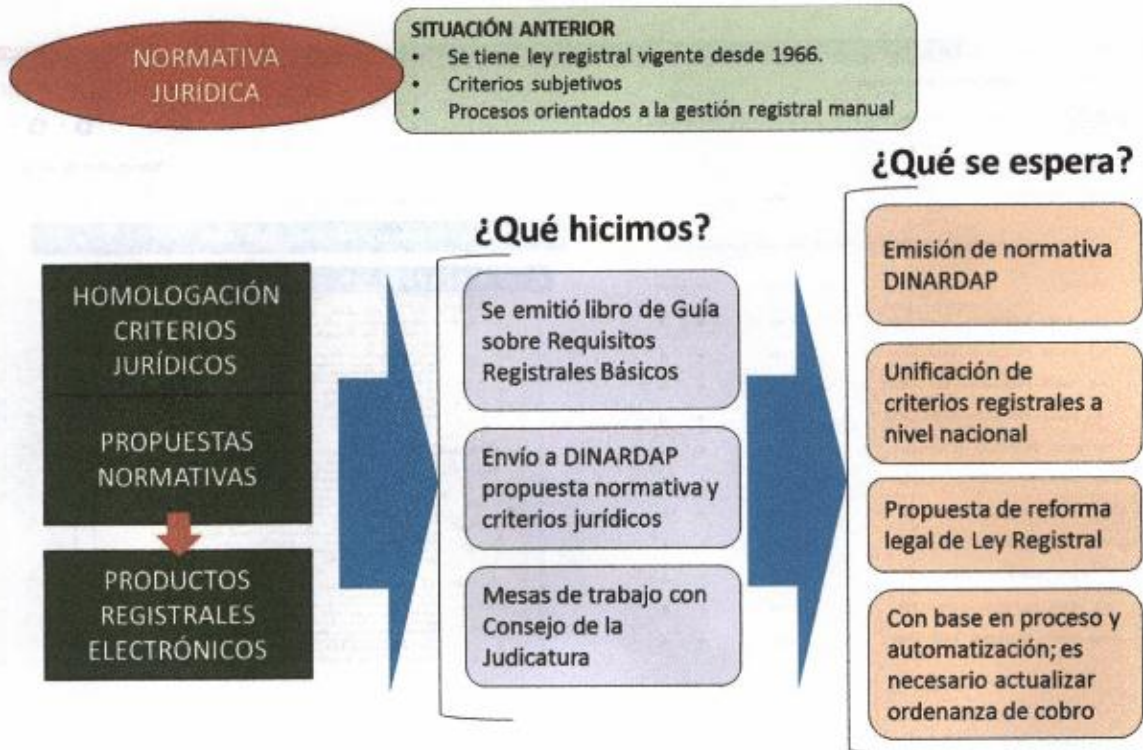 NORMATIVA
JURÍDICA
SITUACIÓN ANTERIOR
• Se tiene ley registral vigente desde 1966.
• Criterios subjetivos
• Procesos orientados a la gestión registral manual
HOMOLOGACIÓN
CRITERIOS
JURÍDICOS
PROPUESTAS
NORMATIVAS
PRODUCTOS
REGISTRALES
ELECTRÓNICOS
¿Qué hicimos?
Se emitió libro de Guía
sobre Requisitos
Registrales Básicos
Envío a DINARDAP
propuesta normativa y
criterios jurídicos
Mesas de trabajo con
Consejo de la
Judicatura
¿Qué se espera?
Emisión de normativa
DINARDAP
Unificación de
criterios registrales a
nivel nacional
Propuesta de reforma
legal de Ley Registral
Con base en proceso y
automatización; es
necesario actualizar
ordenanza de cobro